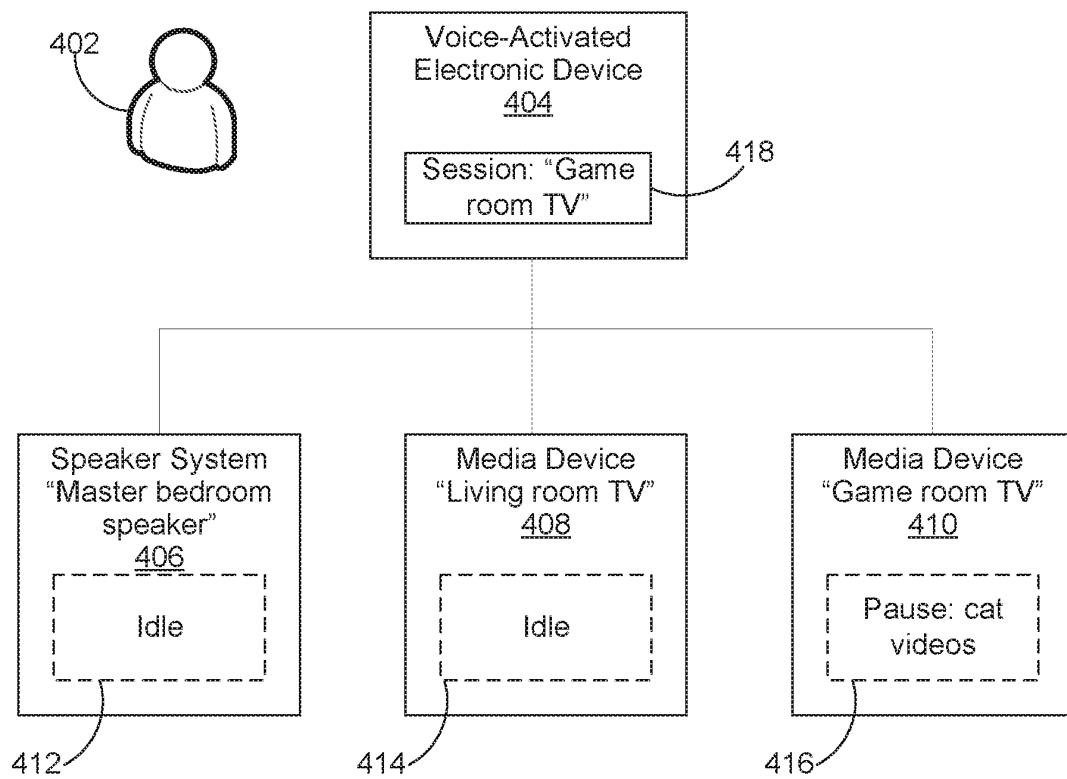 402
Voice-Activated
Electronic Device
404
Session: “Game
room TV”
418
Speaker System
“Master bedroom
speaker”
406
Idle
412
Media Device
“Living room TV”
408
Idle
414
Media Device
“Game room TV”
410
Pause: cat
videos
416